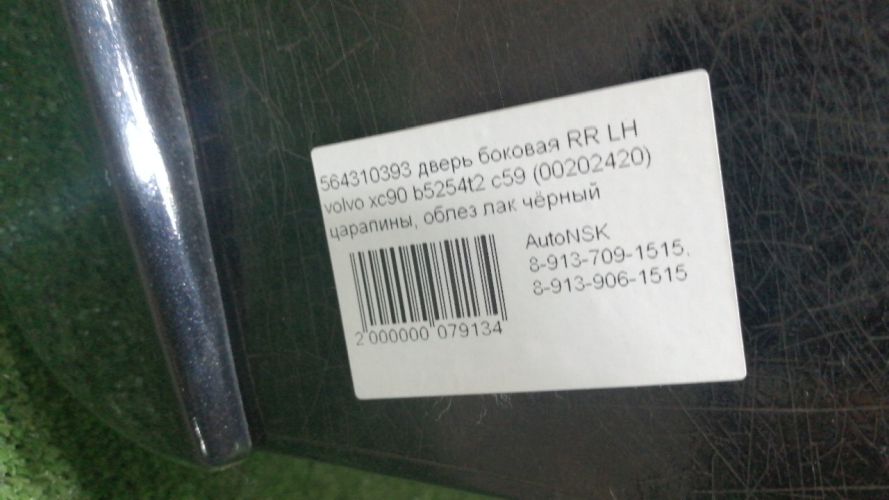 564310393 дверь боковая RR LH
volvo xc90 b5254t2 c59 (00202420)
царапины, облез лак чёрный
AutoNSK
8-913-709-1515,
8-913-906-1515
2 000000 079134